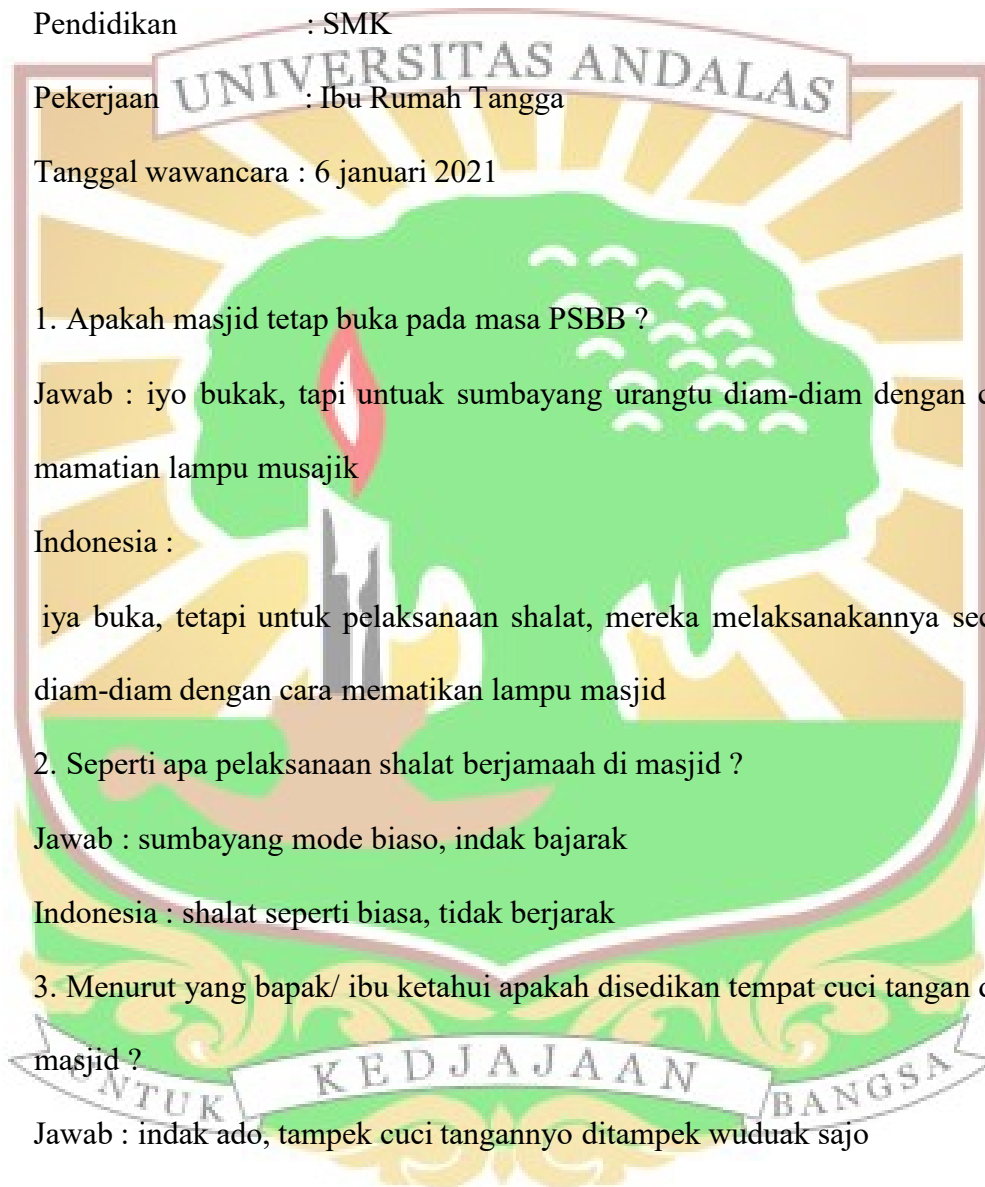 Pendidikan : SMK
UNIVERSITAS ANDALAS
Pekerjaan : Ibu Rumah Tangga
Tanggal wawancara : 6 januari 2021
1. Apakah masjid tetap buka pada masa PSBB ?
Jawab : iyo bukak, tapi untuak sumbayang urangtu diam-diam dengan
mamatian lampu musajik
Indonesia :
iya buka, tetapi untuk pelaksanaan shalat, mereka melaksanakannya
diam-diam dengan cara mematikan lampu masjid
2. Seperti apa pelaksanaan shalat berjamaah di masjid ?
Jawab : sumbayang mode biaso, indak bajarak
Indonesia : shalat seperti biasa, tidak berjarak
3. Menurut yang bapak/ ibu ketahui apakah disedikan tempat cuci tangan
masjid ?
UNTUK KEDJAJAAN BANGSA
Jawab : indak ado, tampek cuci tangannyo ditampek wuduak sajo